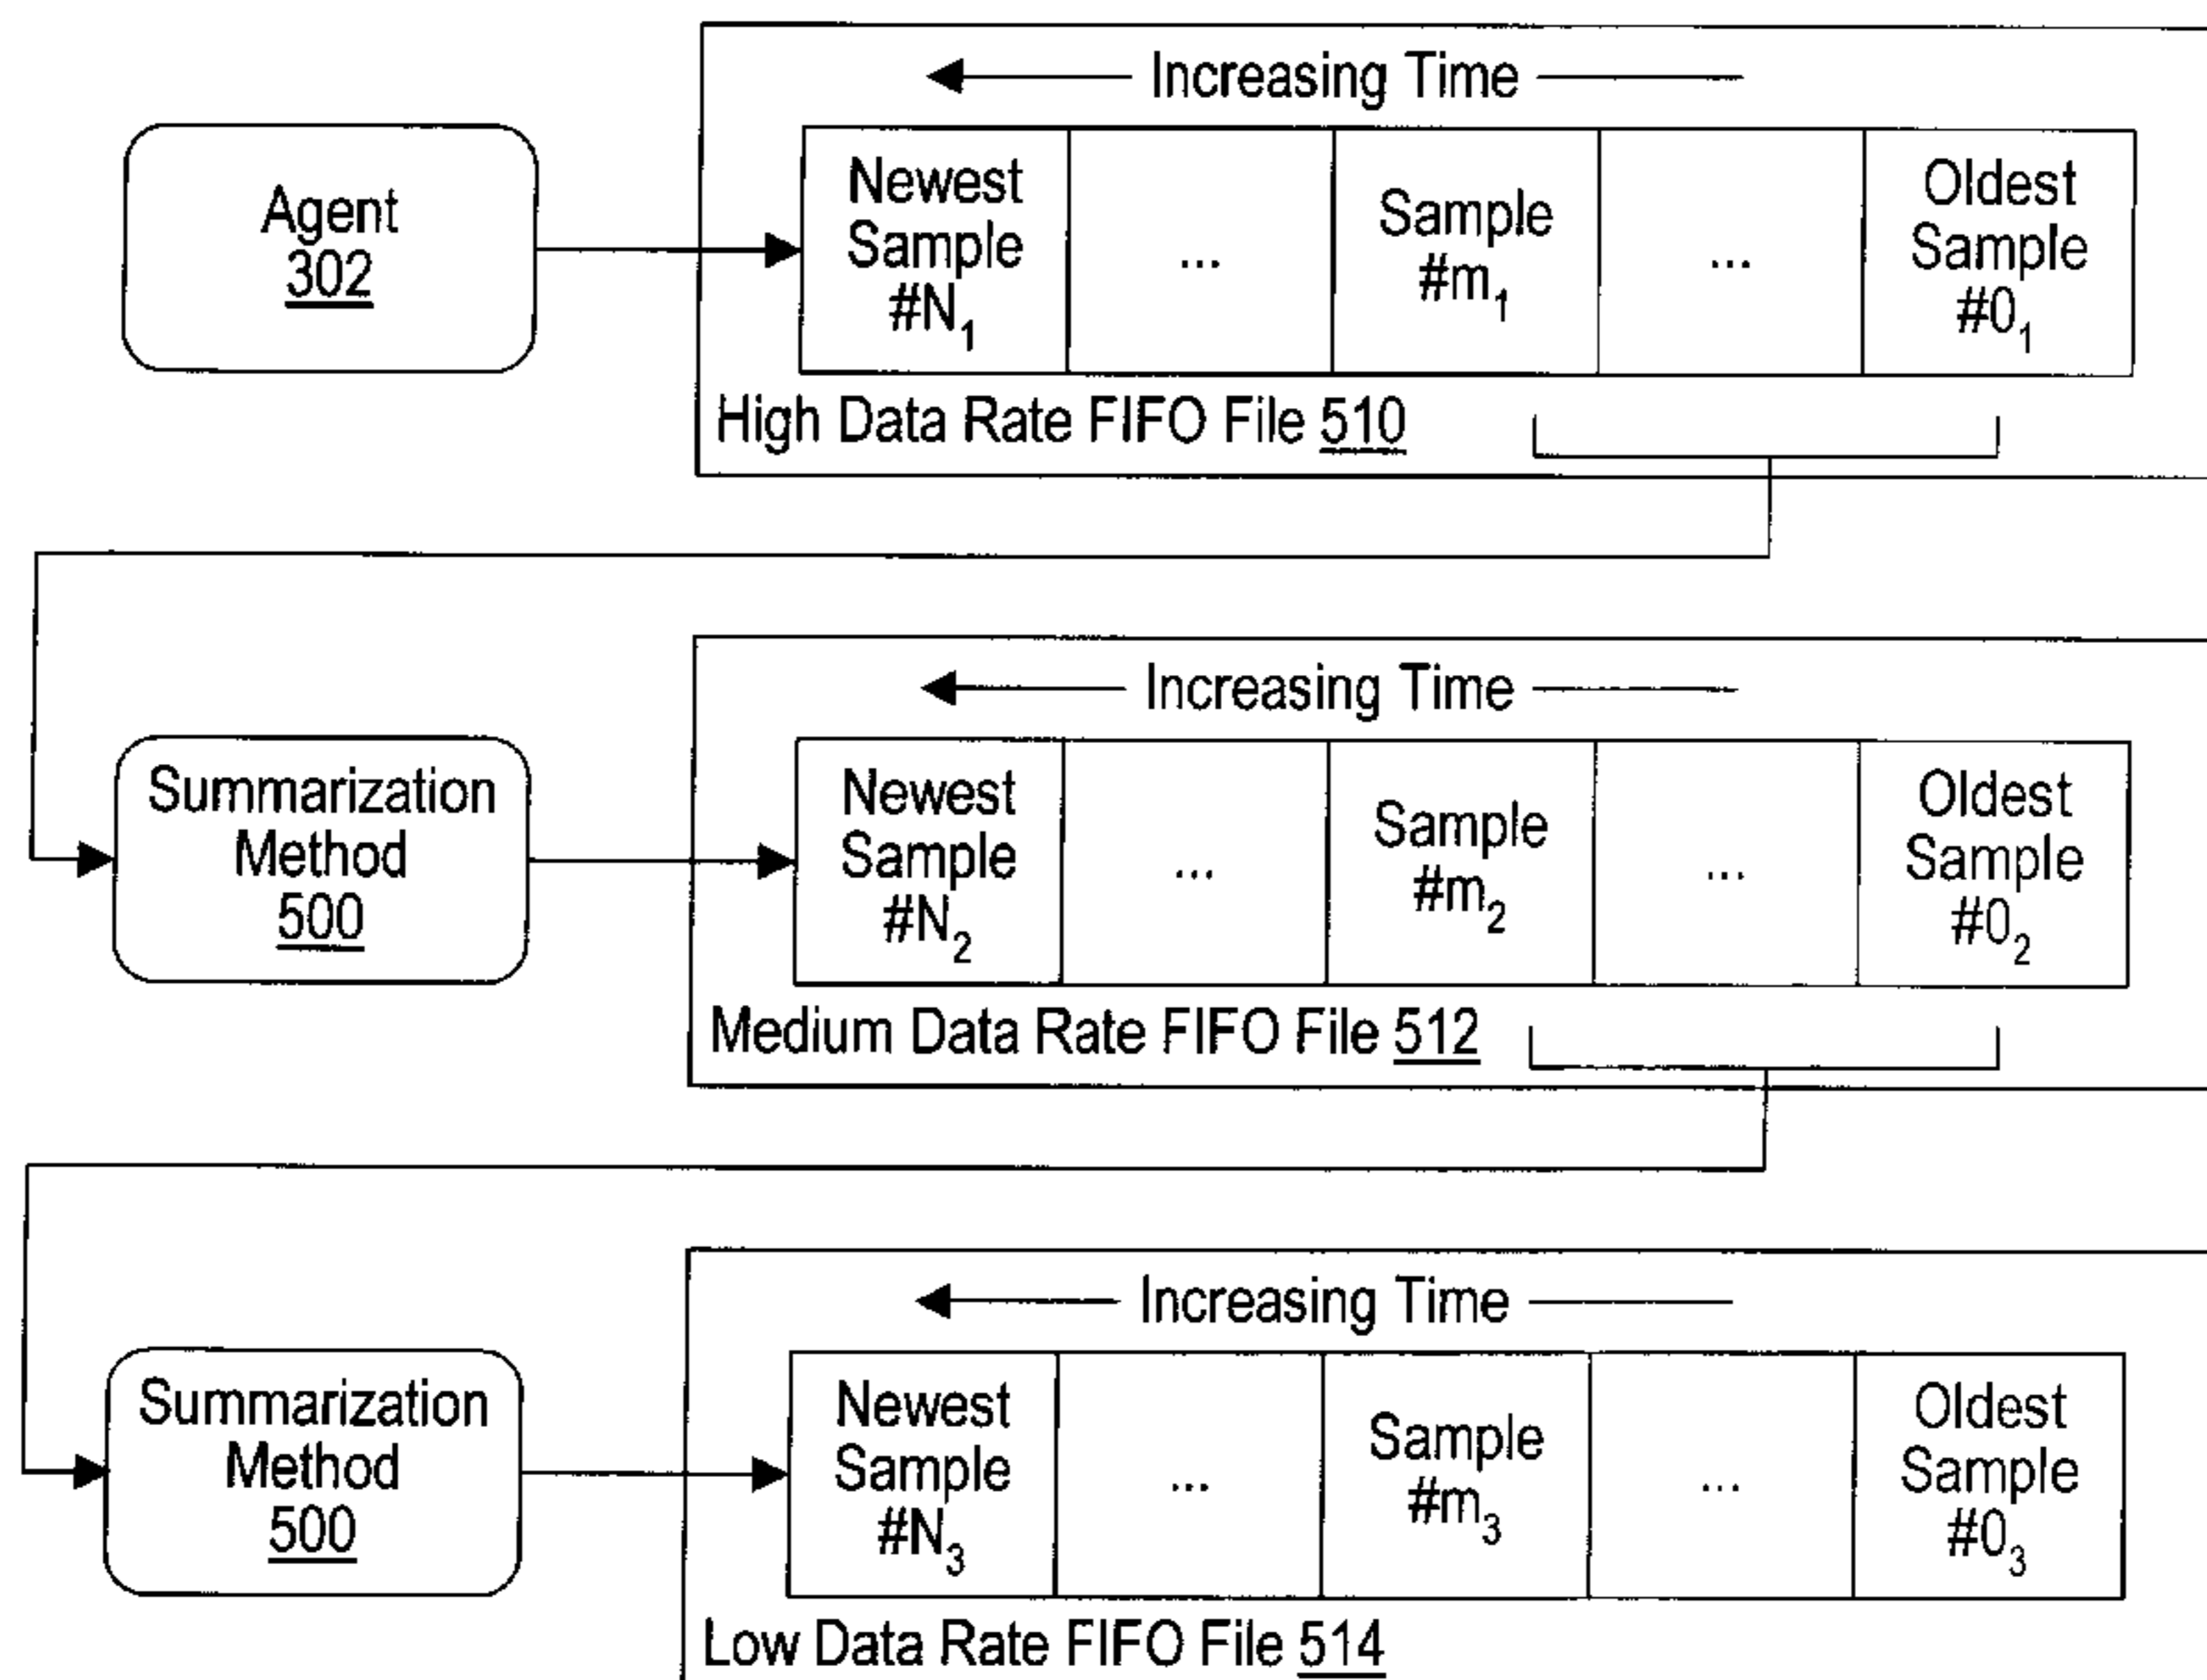 Increasing Time
Agent
302
Newest
Sample
#N₁
...
Sample
#m₁
...
Oldest
Sample
#0₁
High Data Rate FIFO File 510
Increasing Time
Summarization
Method
500
Newest
Sample
#N₂
...
Sample
#m₂
...
Oldest
Sample
#0₂
Medium Data Rate FIFO File 512
Increasing Time
Summarization
Method
500
Newest
Sample
#N₃
...
Sample
#m₃
...
Oldest
Sample
#0₃
Low Data Rate FIFO File 514